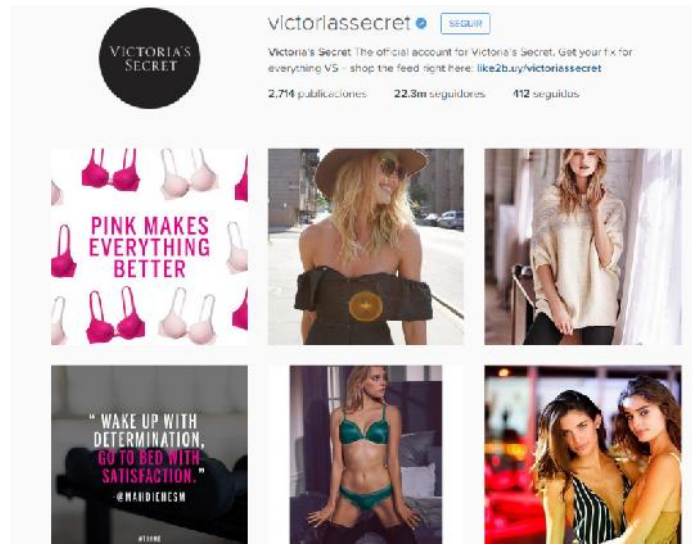 VICTORIA'S
SECRET
victoriassecret SEGUIR
Victoria's Secret The official account for Victoria's Secret. Get your fix for
everything VS – shop the feed right here: like2b.uy/victoriassecret
2,714 publicaciones 22.3m seguidores 412 seguidos
PINK MAKES
EVERYTHING
BETTER
" WAKE UP WITH
DETERMINATION,
GO TO BED WITH
SATISFACTION."
-@MAHDIEHESM